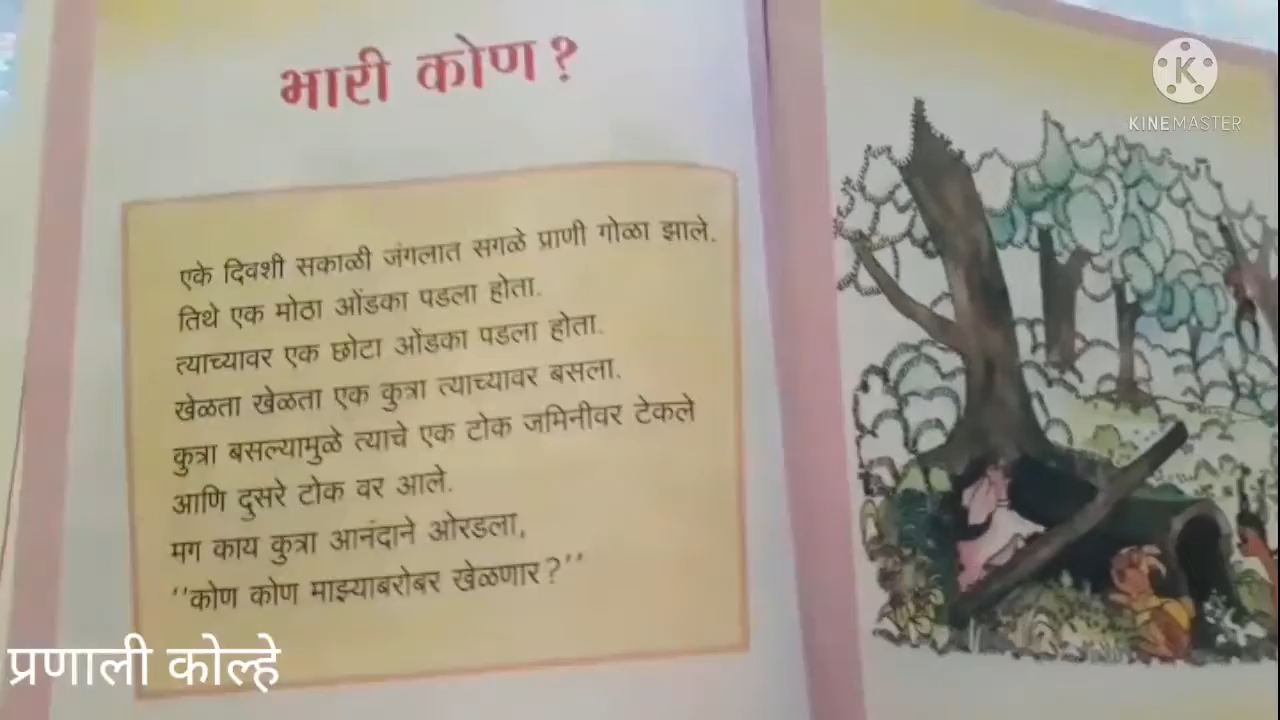 भारी कोण ?
KINEMASTER
एके दिवशी सकाळी जंगलात सगळे प्राणी गोळा झाले.
तिथे एक मोठा ओंडका पडला होता.
त्याच्यावर एक छोटा ओंडका पडला होता.
खेळता खेळता एक कुत्रा त्याच्यावर बसला.
कुत्रा बसल्यामुळे त्याचे एक टोक जमिनीवर टेकले
आणि दुसरे टोक वर आले.
मग काय कुत्रा आनंदाने ओरडला,
‘‘कोण कोण माझ्याबरोबर खेळणार ?’’
प्रणाली कोल्हे